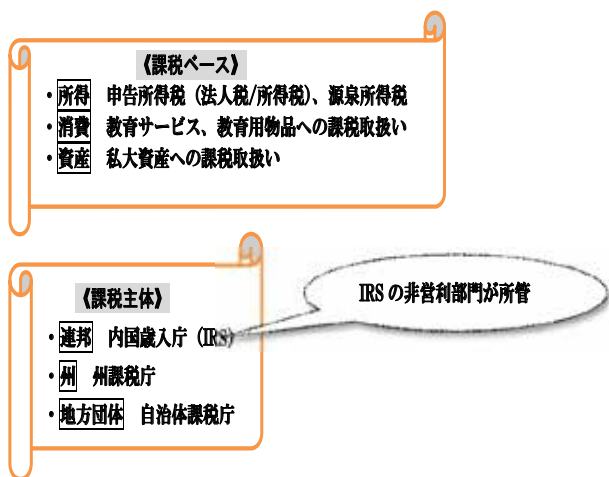 《課税ベース》
・所得 申告所得税（法人税/所得税）、源泉所得税
・消費 教育サービス、教育用物品への課税取扱い
・資産 私大資産への課税取扱い
《課税主体》
・連邦 内国歳入庁（IRS）
・州 州課税庁
・地方団体 自治体課税庁
IRSの非営利部門が所管